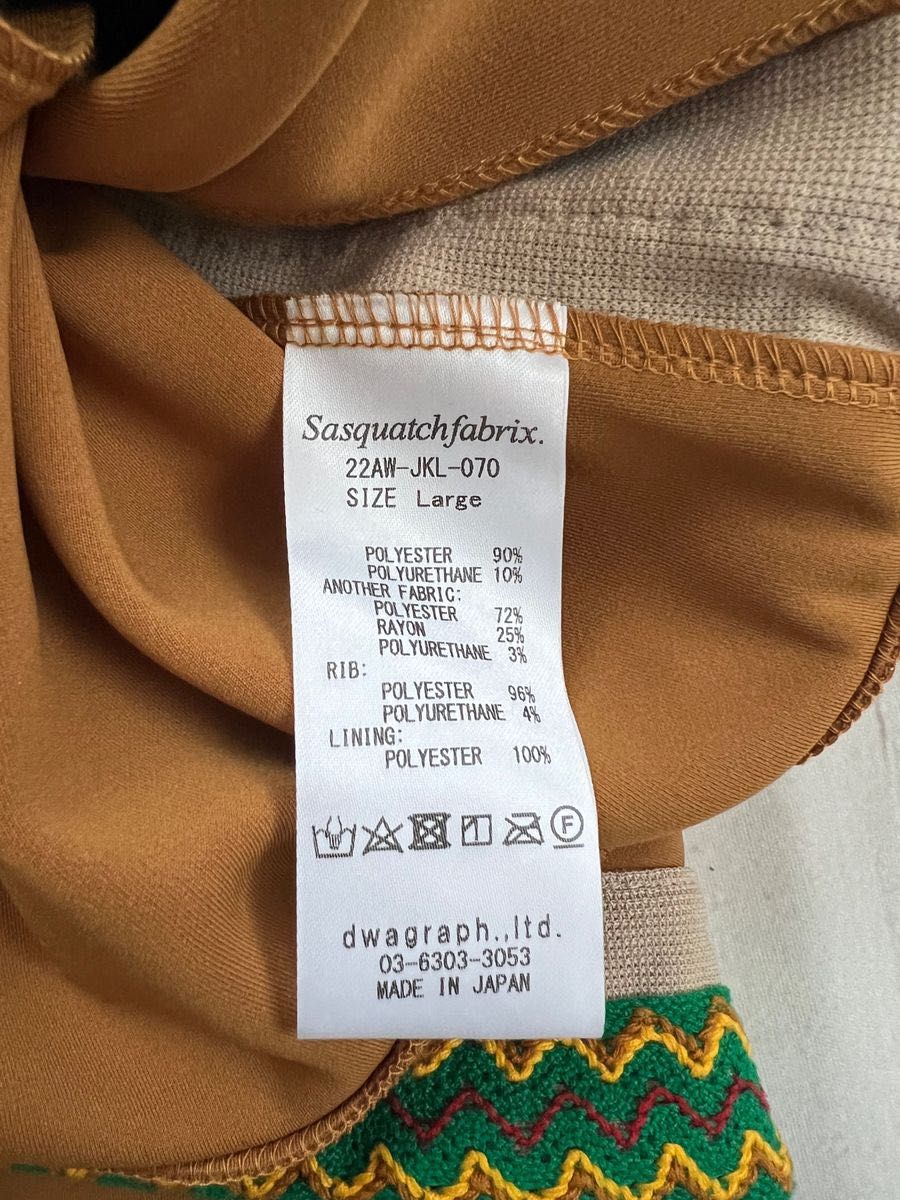 Sasquatchfabrix.
22AW-JKL-070
SIZE Large
POLYESTER 90%
POLYURETHANE 10%
ANOTHER FABRIC:
POLYESTER 72%
RAYON 25%
POLYURETHANE 3%
RIB:
POLYESTER 96%
POLYURETHANE 4%
LINING:
POLYESTER 100%
F
dwagraph.,ltd.
03-6303-3053
MADE IN JAPAN